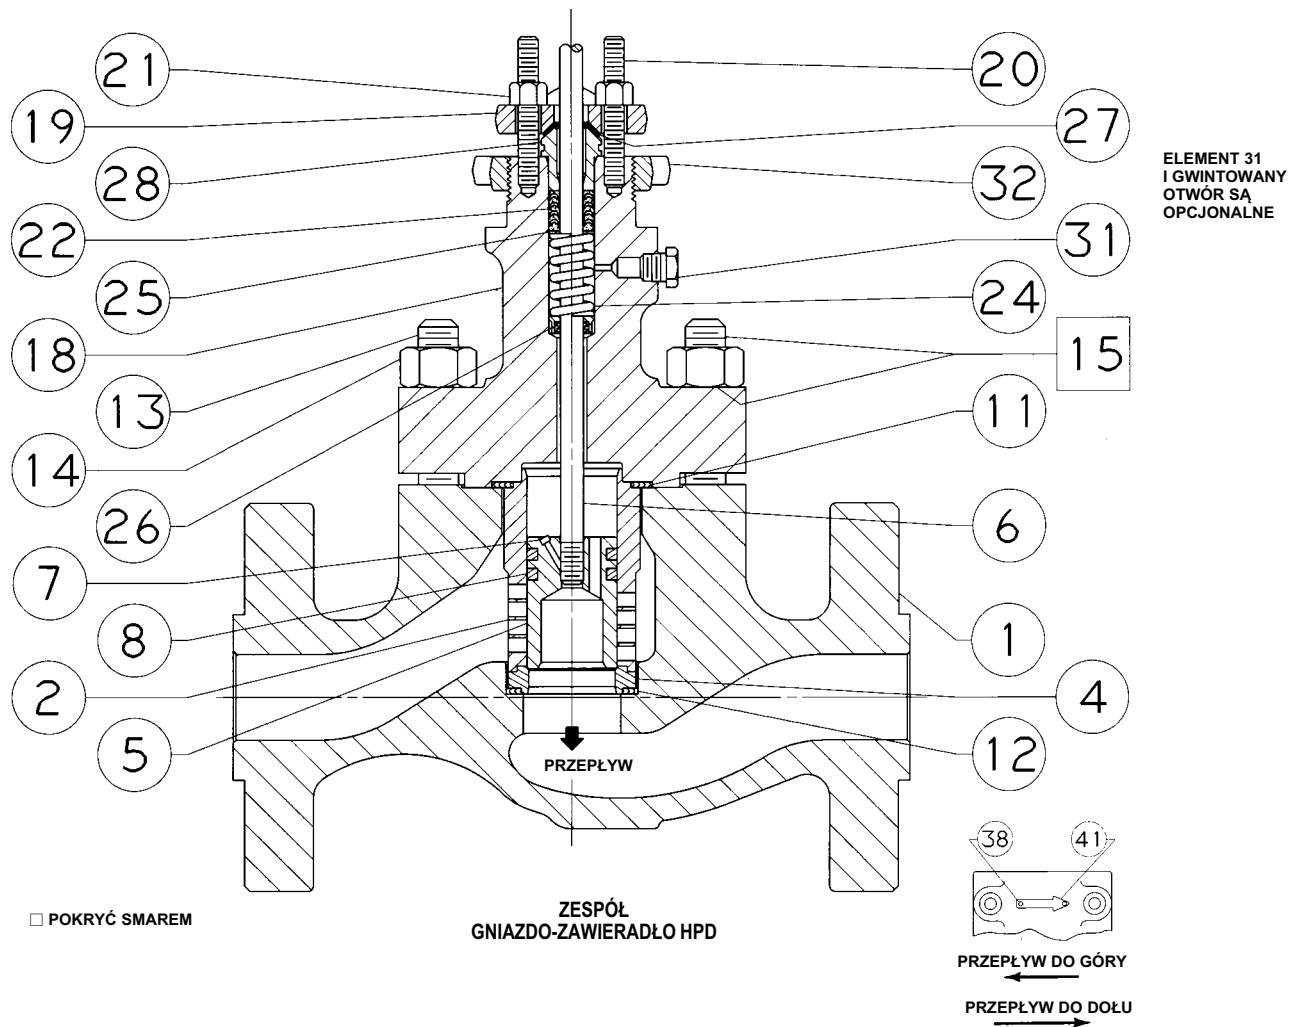 21
20
19
27
ELEMENT 31
I GWINTOWANY
OTWÓR SĄ
OPCJONALNE
28
32
22
31
25
24
18
15
13
11
14
26
6
7
8
1
2
4
5
12
PRZEPŁYW
38
41
□ POKRYĆ SMAREM
ZESPÓŁ
GNIAZDO-ZAWIERADŁO HPD
PRZEPŁYW DO GÓRY
PRZEPŁYW DO DOŁU